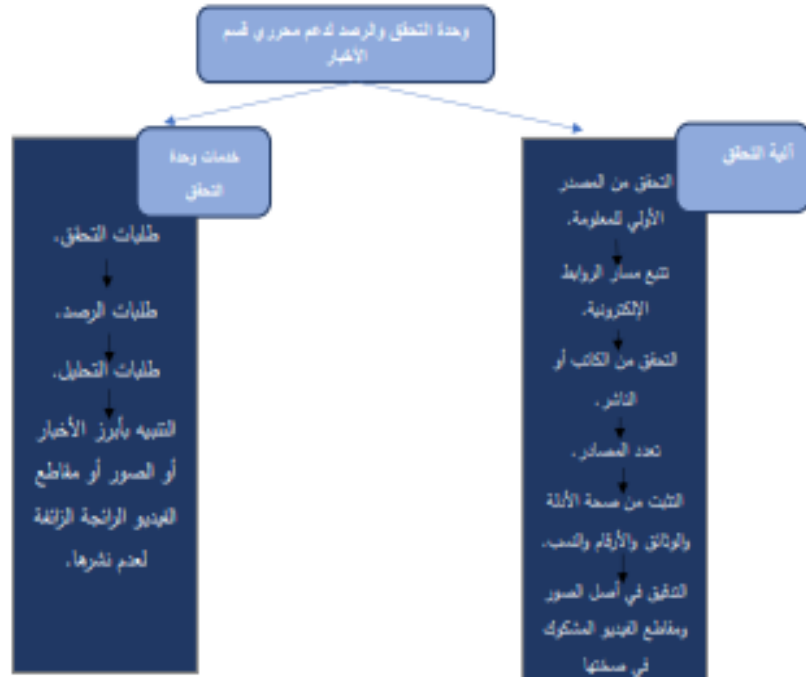 وحدة التحقق والرصد لدعم محرري قسم
الأخبار
آلية التحقق
التحقق من المصدر
الأولي للمعلومة.
تتبع مسار الروابط
الإلكترونية.
التحقق من الكاتب أو
الناشر.
تعدد المصادر.
التثبت من صحة الأدلة
والوثائق والأرقام والنسب.
التدقيق في أصل الصور
ومقاطع الفيديو المشكوك
في صحتها
خدمات وحدة
التحقق
طلبات التحقق.
طلبات الرصد.
طلبات التحليل.
التنبيه بأبرز الأخبار
أو الصور أو مقاطع
الفيديو الرائجة الزائفة
لعدم نشرها.